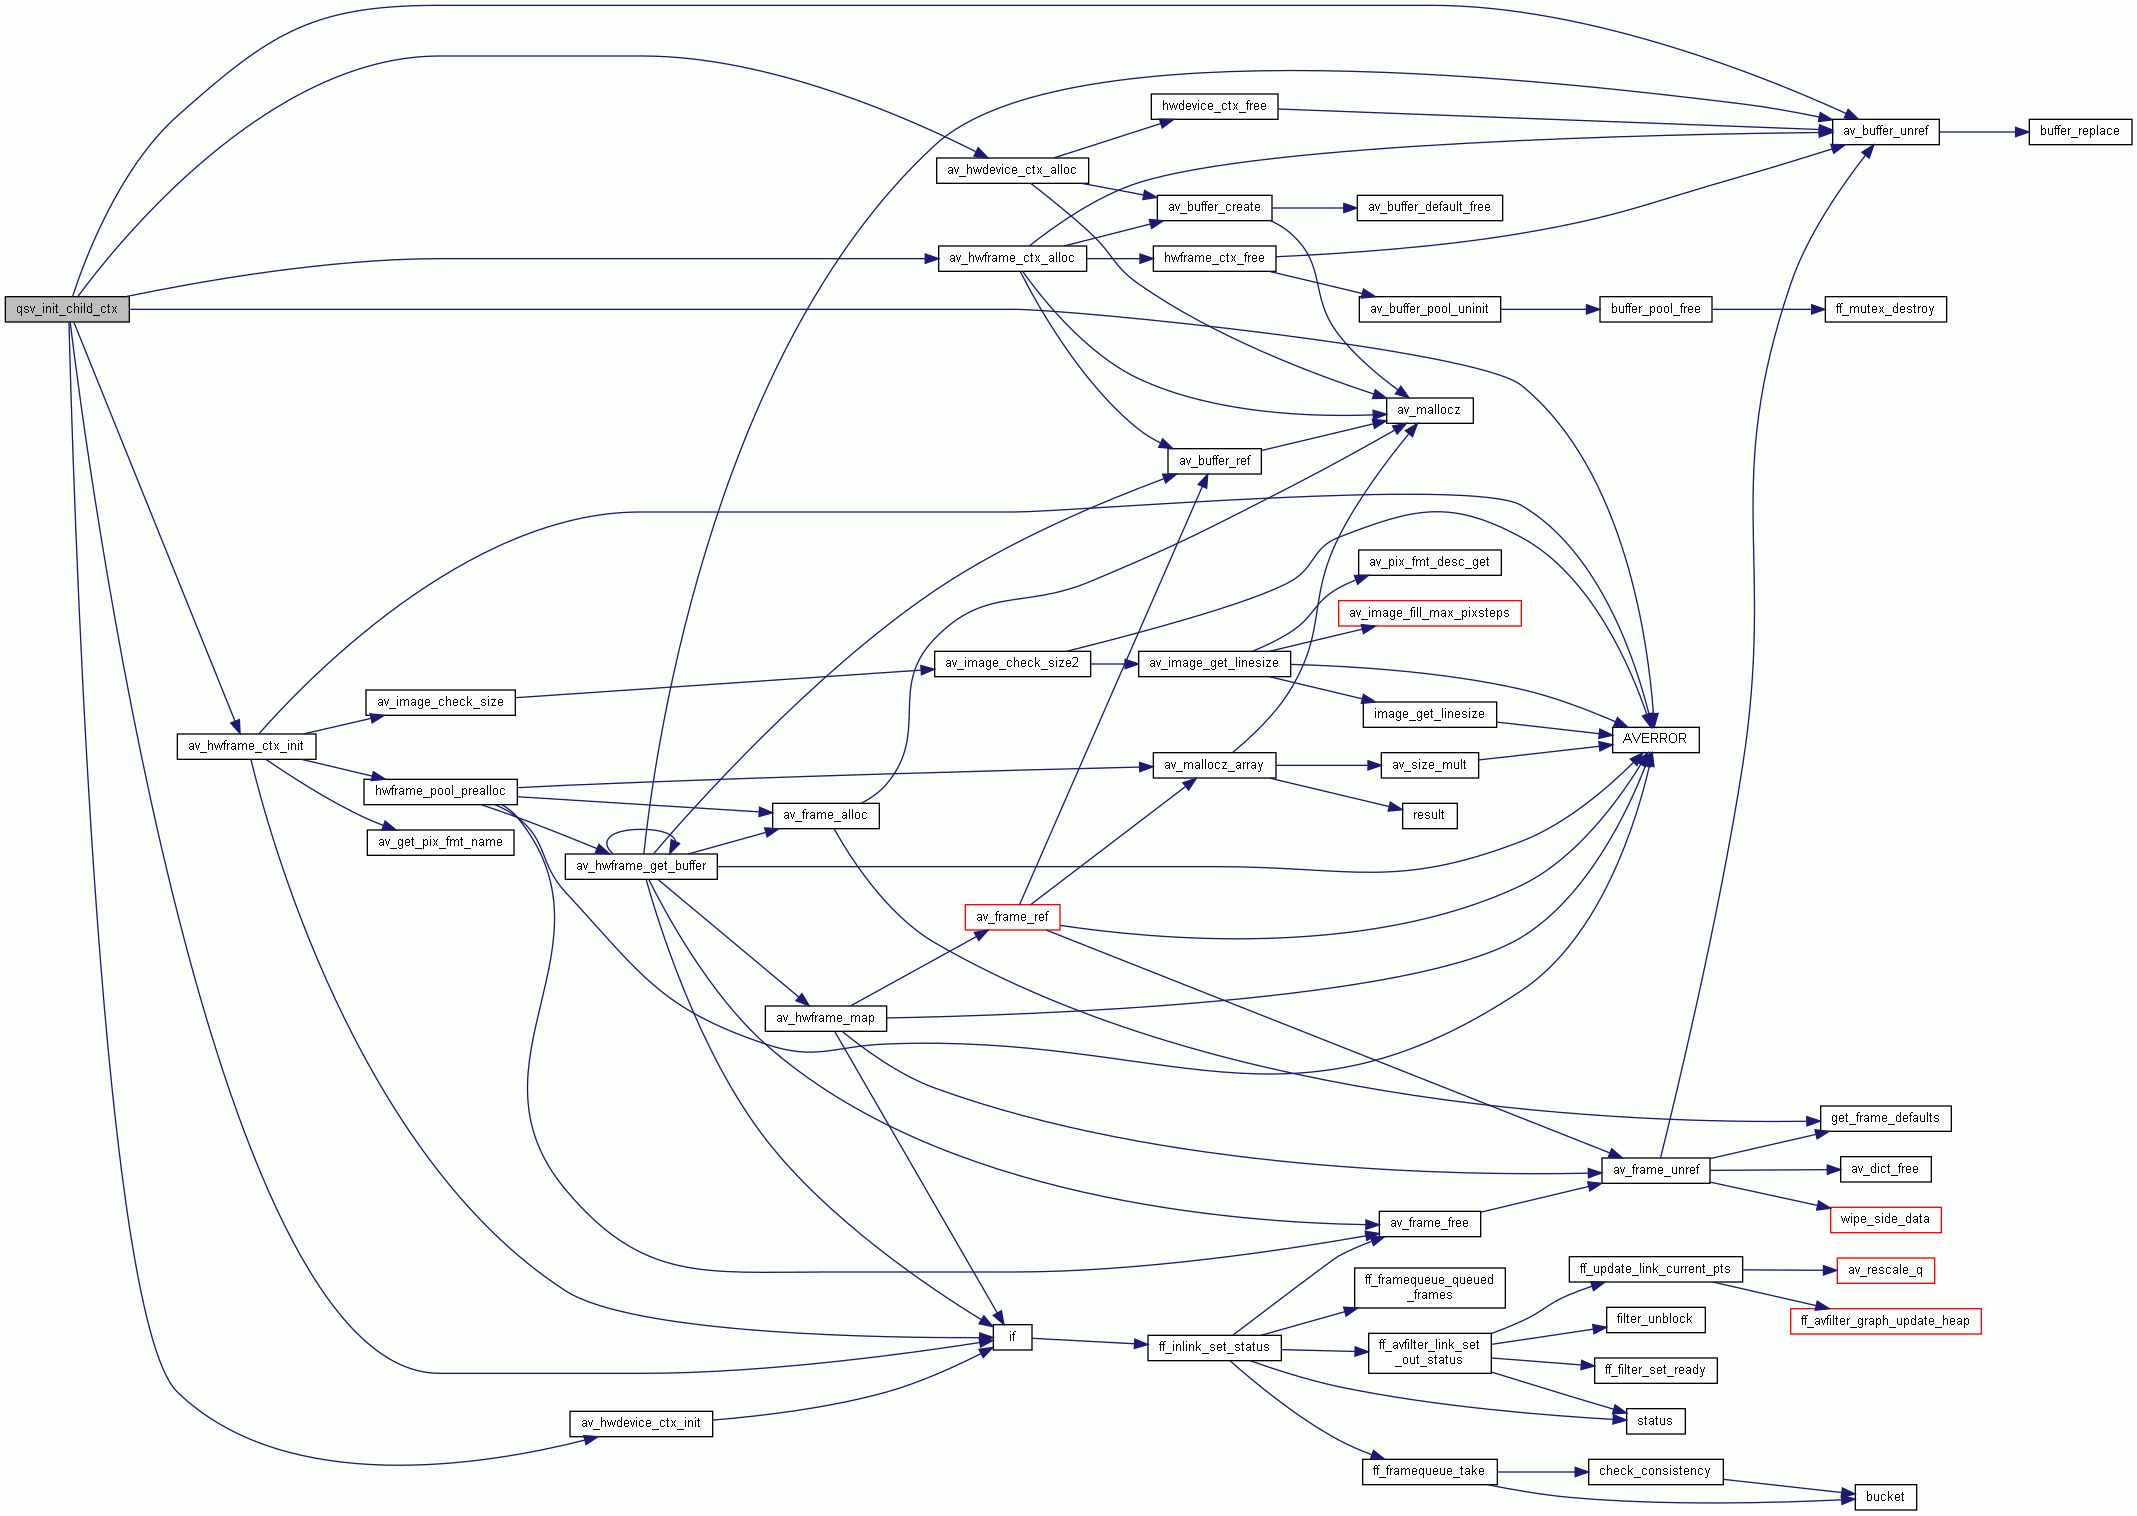 hwdevice_ctx_free
av_buffer_unref
buffer_replace
av_hwdevice_ctx_alloc
av_buffer_create
av_buffer_default_free
av_hwframe_ctx_alloc
hwframe_ctx_free
qsv_init_child_ctx
av_buffer_pool_uninit
buffer_pool_free
ff_mutex_destroy
av_mallocz
av_buffer_ref
av_pix_fmt_desc_get
av_image_fill_max_pixsteps
av_image_check_size2
av_image_get_linesize
av_image_check_size
image_get_linesize
av_hwframe_ctx_init
AVERROR
av_mallocz_array
av_size_mult
hwframe_pool_prealloc
av_frame_alloc
result
av_get_pix_fmt_name
av_hwframe_get_buffer
av_frame_ref
av_hwframe_map
get_frame_defaults
av_frame_unref
av_dict_free
av_frame_free
wipe_side_data
ff_update_link_current_pts
av_rescale_q
ff_framequeue_queued
_frames
filter_unblock
ff_avfilter_graph_update_heap
if
ff_inlink_set_status
ff_avfilter_link_set
_out_status
ff_filter_set_ready
av_hwdevice_ctx_init
status
ff_framequeue_take
check_consistency
bucket